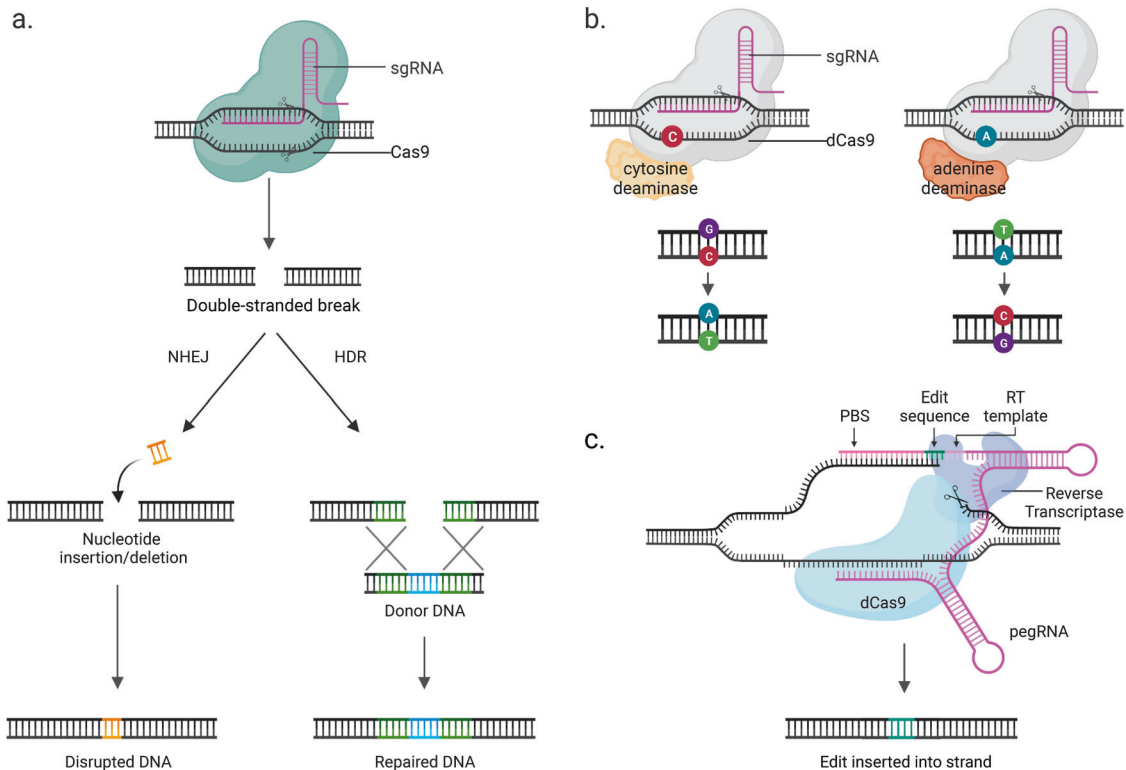 a.
sgRNA
Cas9
Double-stranded break
NHEJ
HDR
Nucleotide
insertion/deletion
Donor DNA
Disrupted DNA
Repaired DNA
b.
sgRNA
C
dCas9
A
cytosine
deaminase
adenine
deaminase
G
C
T
A
A
T
C
G
c.
PBS
Edit
sequence
RT
template
Reverse
Transcriptase
dCas9
pegRNA
Edit inserted into strand